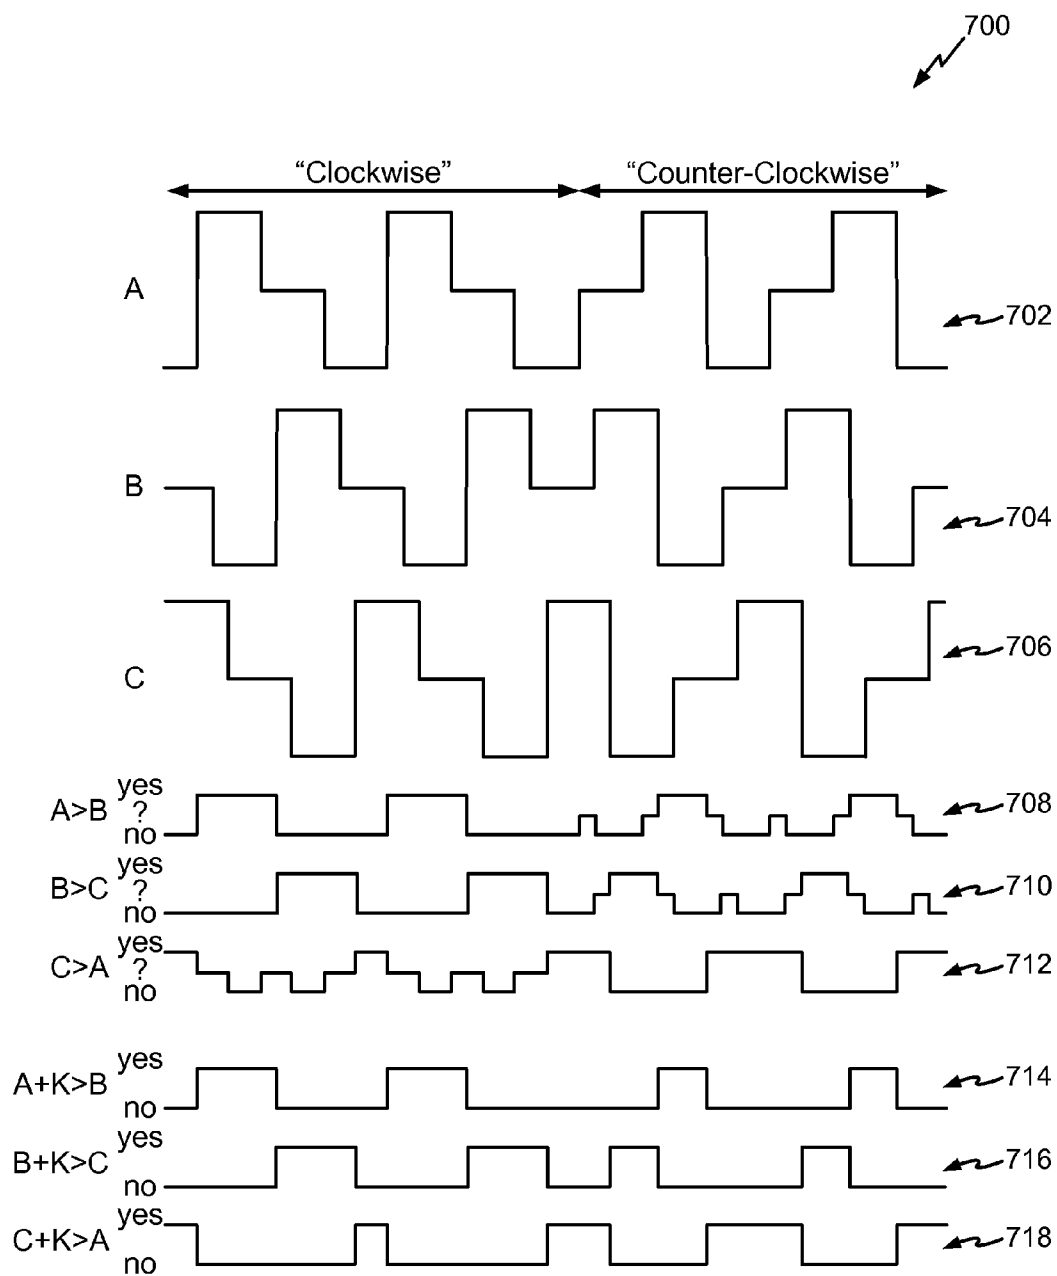 700
“Clockwise” “Counter-Clockwise”
A
702
B
704
C
706
A>B yes ? no 708
B>C yes ? no 710
C>A yes ? no 712
A+K>B yes no 714
B+K>C yes no 716
C+K>A yes no 718